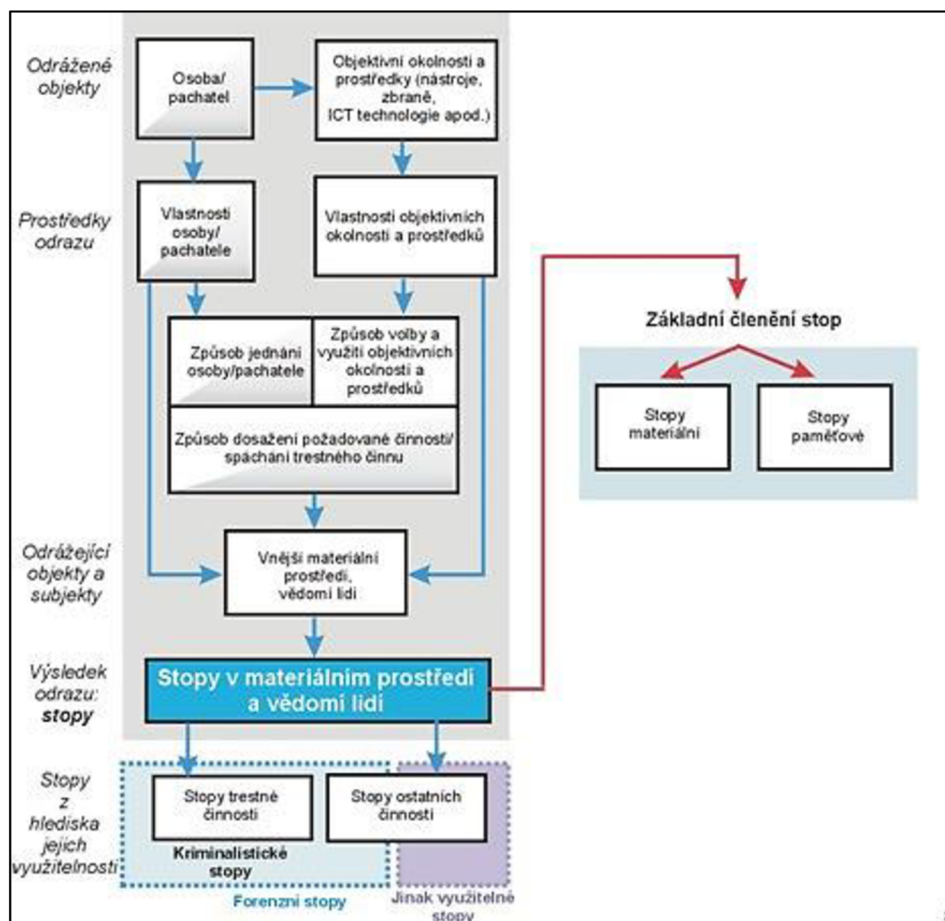 Odrážené
objekty
Osoba/
pachatel
Objektivní okolnosti a
prostředky (nástroje,
zbraně,
ICT technologie apod.)
Prostředky
odrazu
Vlastnosti
osoby/
pachatele
Vlastnosti objektivních
okolností a prostředků
Způsob jednání
osoby/pachatele
Způsob volby a
využití objektivních
okolností a
prostředků
Způsob dosažení požadované činnosti/
spáchání trestného činnu
Základní členění stop
Stopy
materiální
Stopy
paměťové
Odrážející
objekty a
subjekty
Vnější materiální
prostředí,
vědomí lidí
Výsledek
odrazu:
stopy
Stopy v materiálním prostředí
a vědomí lidí
Stopy
z
hlediska
jejich
využitelnosti
Stopy trestné
činnosti
Stopy ostatních
činností
Kriminalistické
stopy
Forenzní stopy
Jinak využitelné
stopy